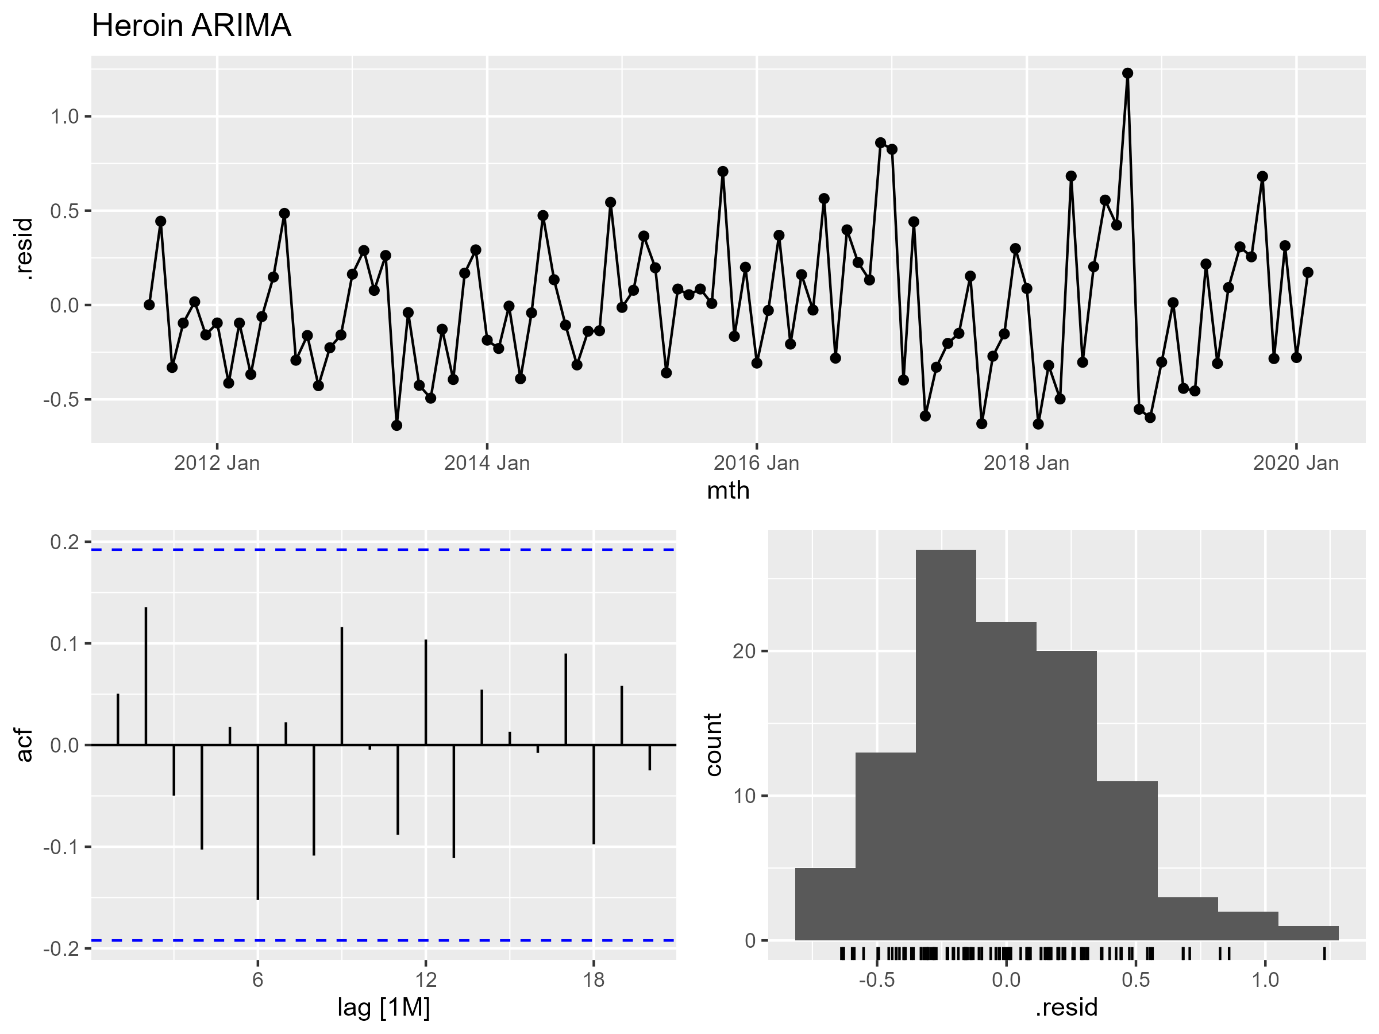 Heroin ARIMA
1.0
0.5
0.0
-0.5
.resid
2012 Jan 2014 Jan 2016 Jan 2018 Jan 2020 Jan
mth
0.2
0.1
0.0
-0.1
-0.2
acf
6 12 18
lag [1M]
20
10
0
count
-0.5 0.0 0.5 1.0
.resid